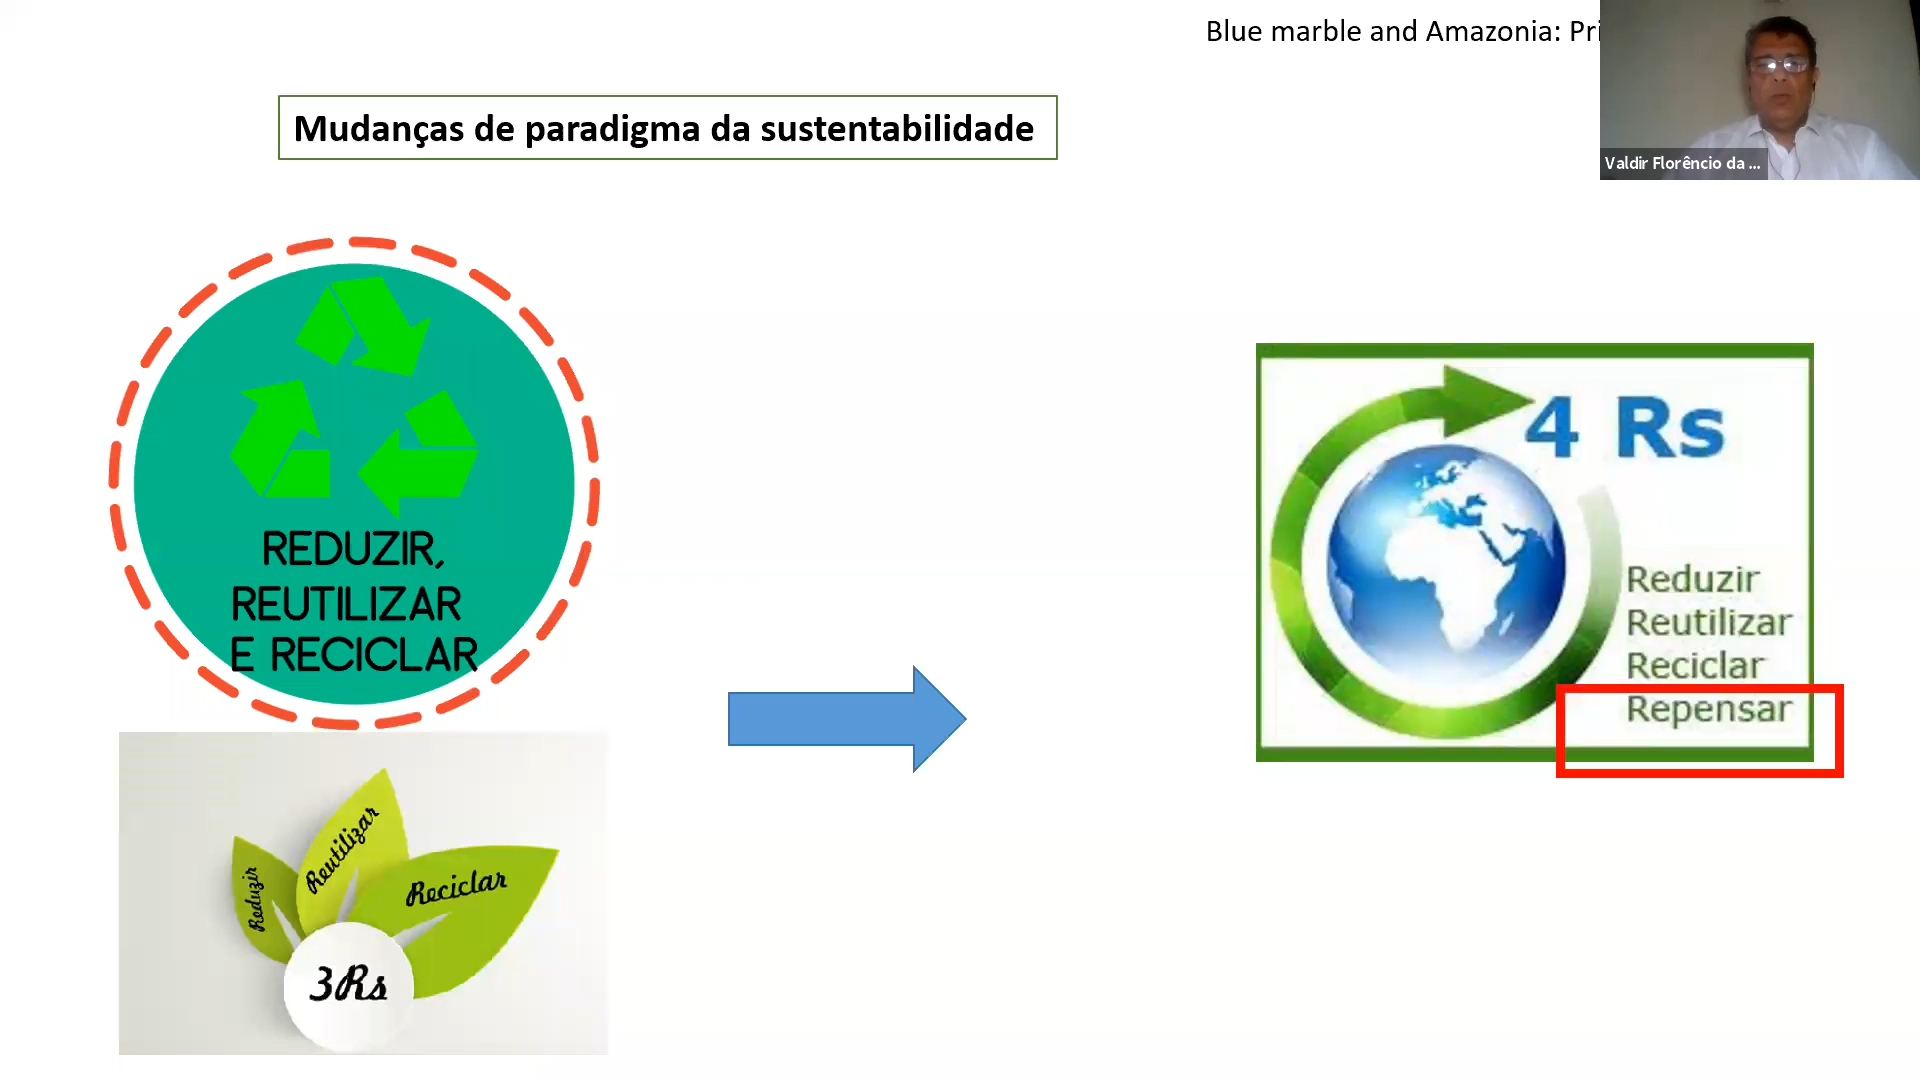 Blue marble and Amazonia: Pri
Mudanças de paradigma da sustentabilidade
Valdir Florêncio da ...
REDUZIR,
REUTILIZAR
E RECICLAR
4 Rs
Reduzir
Reutilizar
Reciclar
Repensar
Reduzir
Reutilizar
Reciclar
3Rs